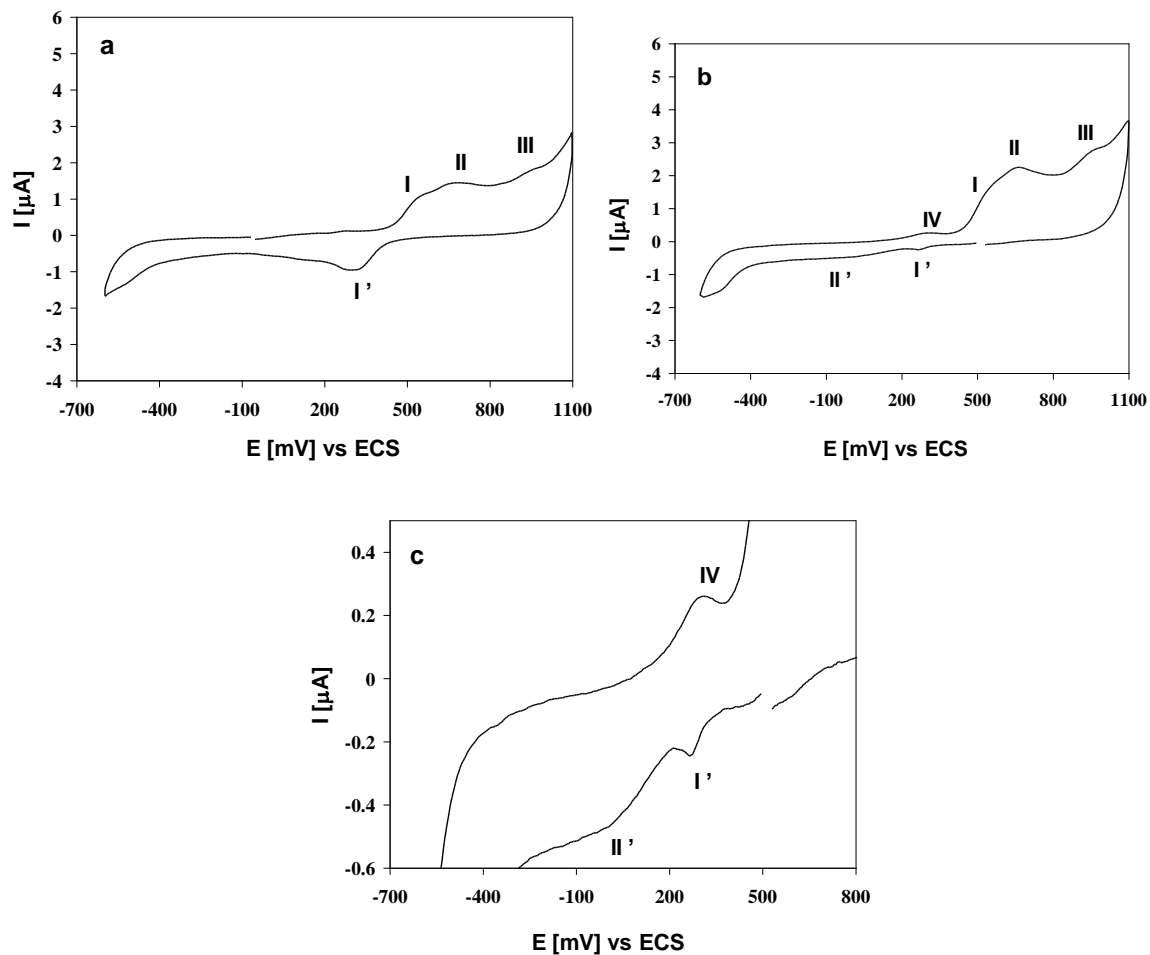 a
6
5
4
3
2
1
0
-1
-2
-3
-4
I
II
III
I '
-700 -400 -100 200 500 800 1100
I [µA]
E [mV] vs ECS
b
6
5
4
3
2
1
0
-1
-2
-3
-4
IV
I
II
III
II '
I '
-700 -400 -100 200 500 800 1100
I [µA]
E [mV] vs ECS
c
0.4
0.2
0
-0.2
-0.4
-0.6
IV
I '
II '
-700 -400 -100 200 500 800
I [µA]
E [mV] vs ECS